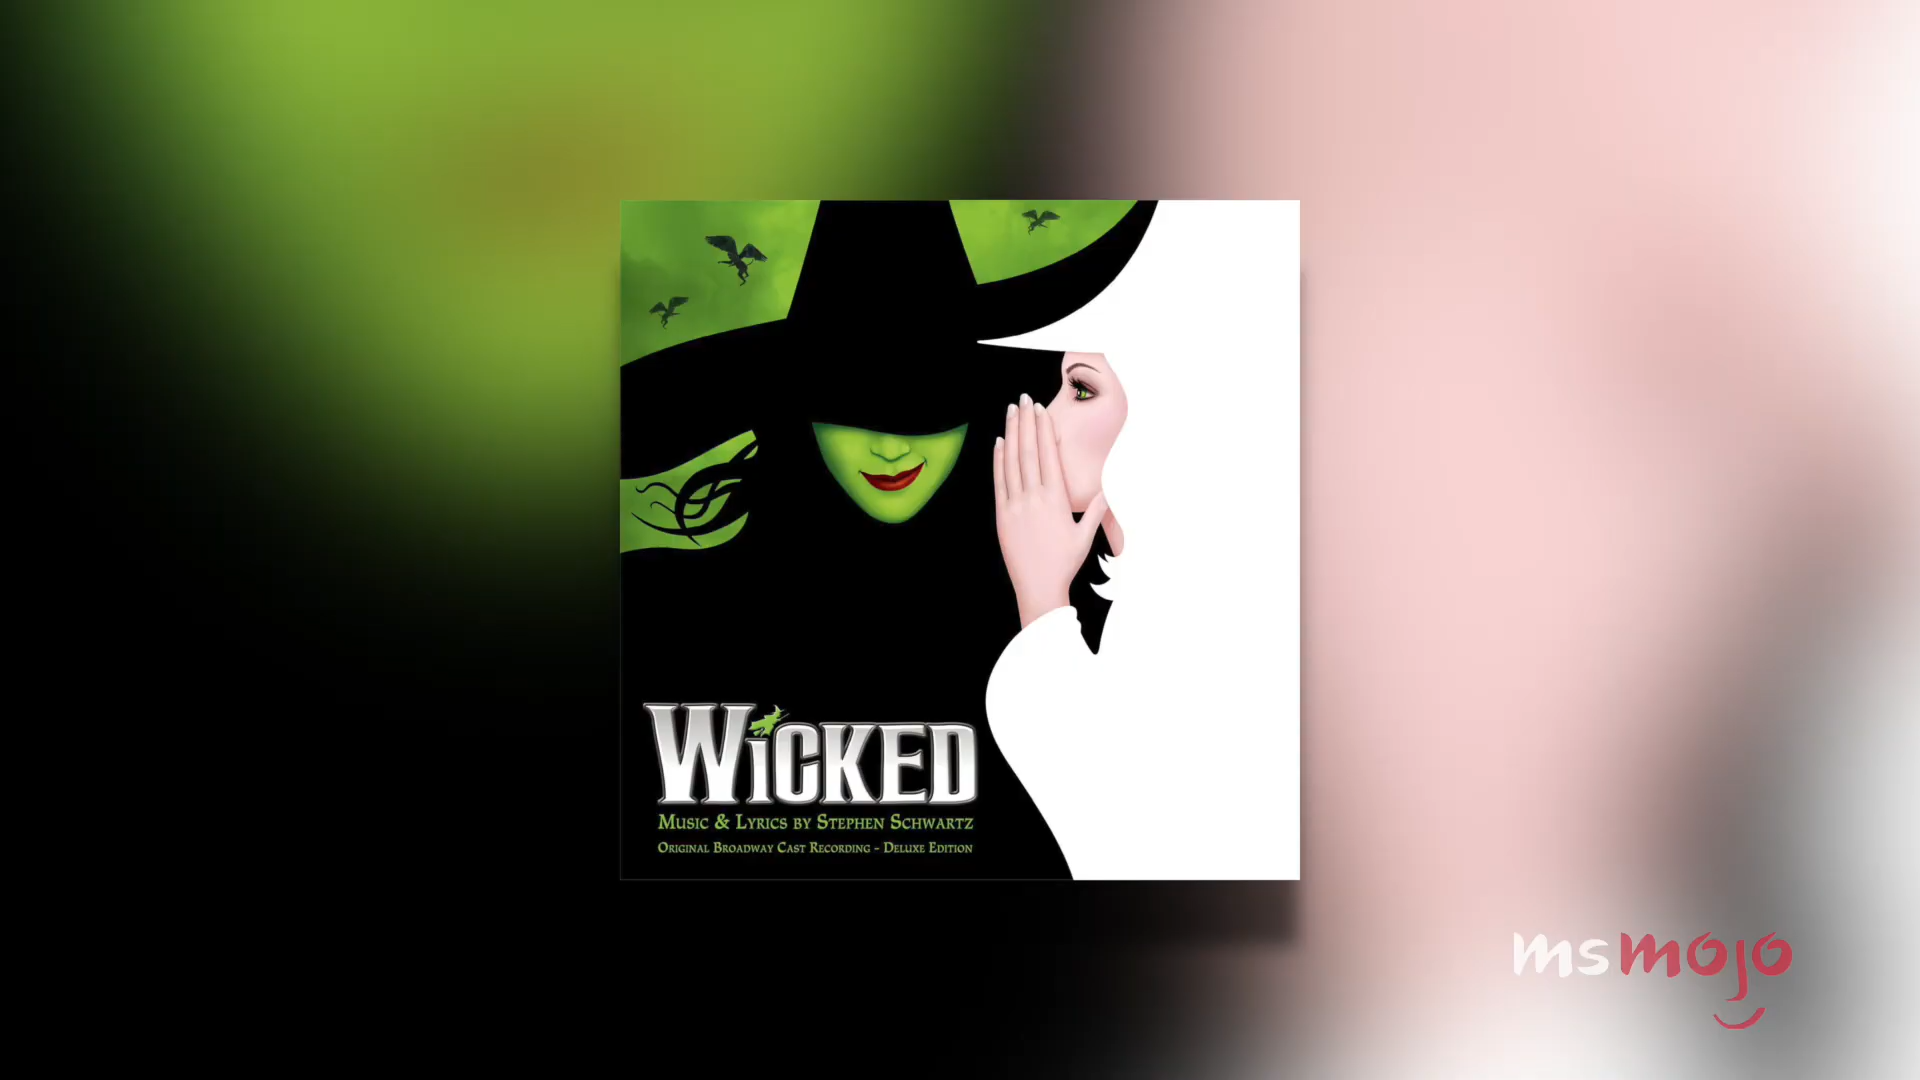 WICKED
MUSIC & LYRICS BY STEPHEN SCHWARTZ
ORIGINAL BROADWAY CAST RECORDING - DELUXE EDITION
msmojo